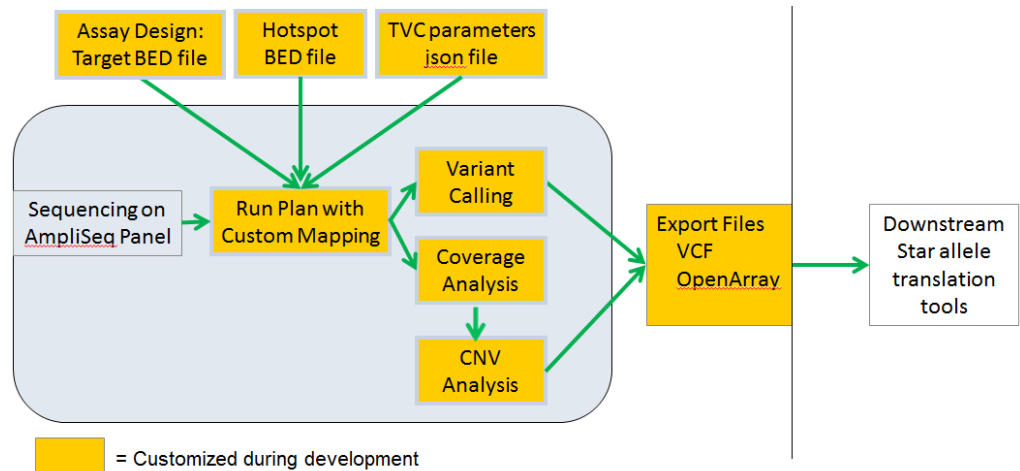 Assay Design:
Target BED file
Hotspot
BED file
TVC parameters
json file
Sequencing on
AmpliSeq Panel
Run Plan with
Custom Mapping
Variant
Calling
Coverage
Analysis
CNV
Analysis
Export Files
VCF
OpenArray
Downstream
Star allele
translation
tools
= Customized during development